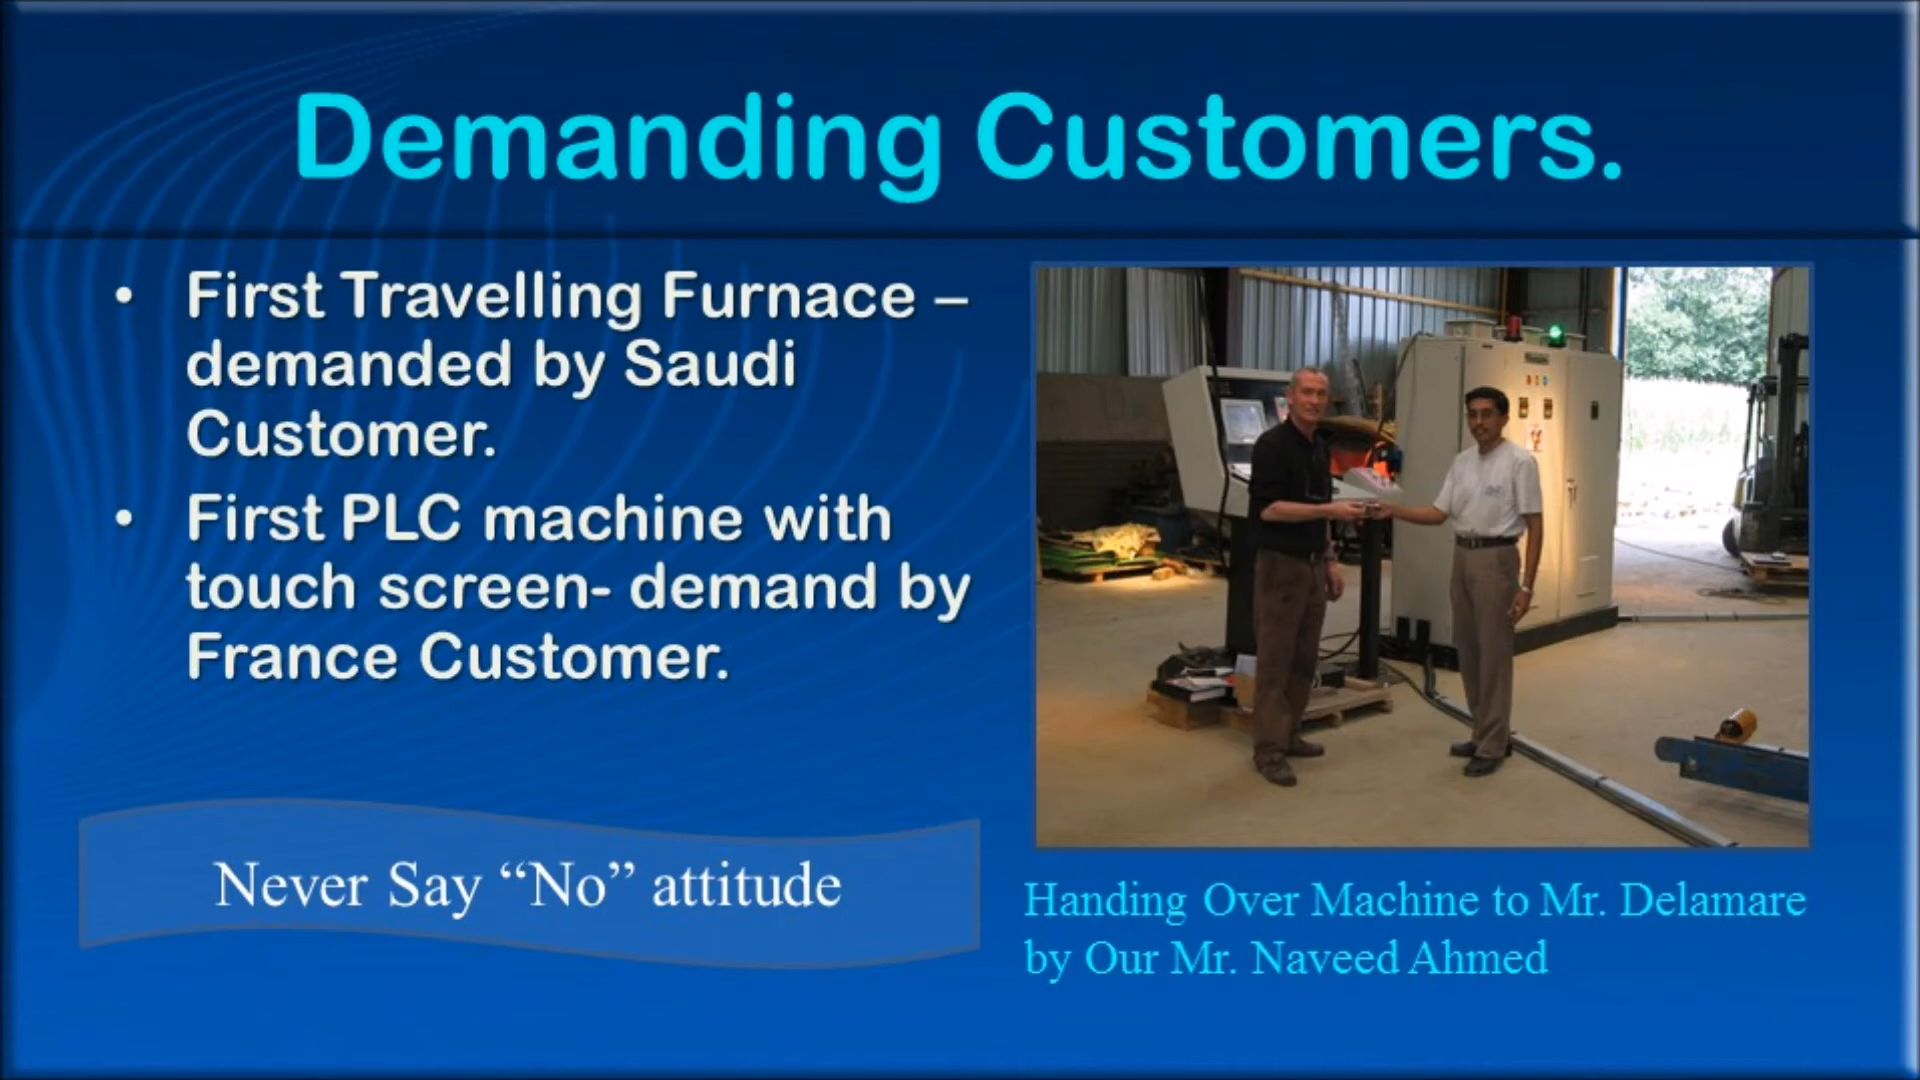 Demanding Customers.
• First Travelling Furnace –
demanded by Saudi
Customer.
• First PLC machine with
touch screen- demand by
France Customer.
Never Say “No” attitude
Handing Over Machine to Mr. Delamare
by Our Mr. Naveed Ahmed